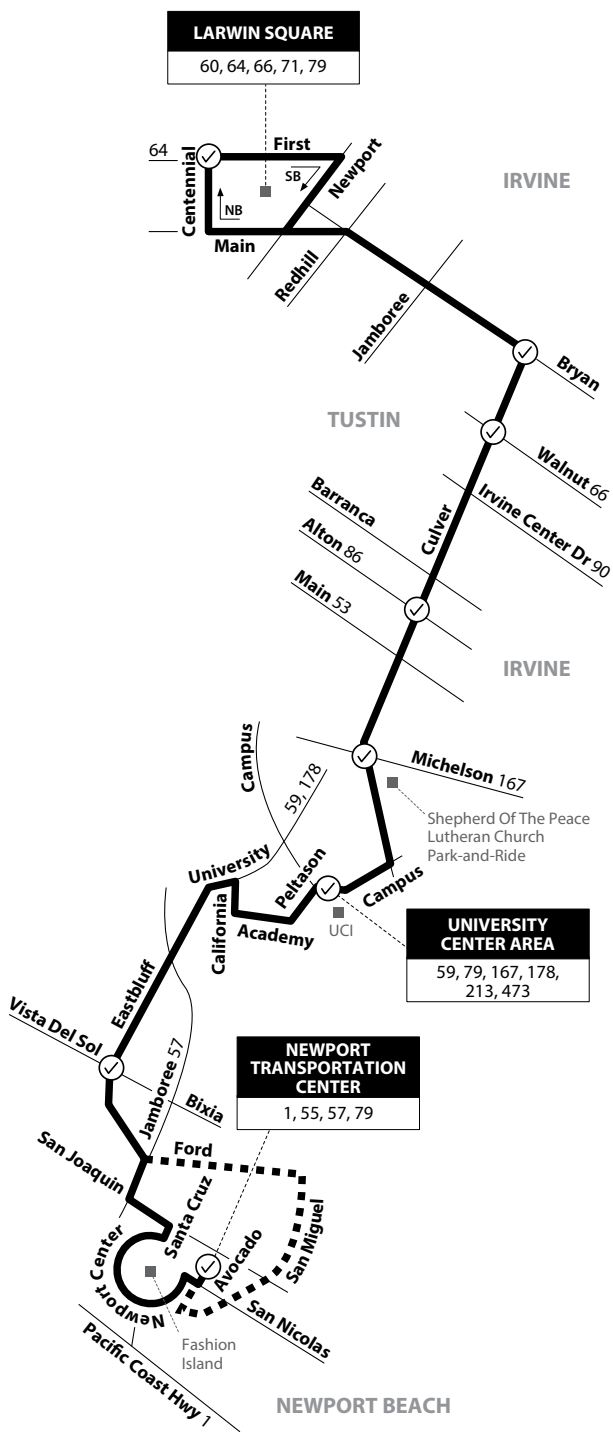 LARWIN SQUARE
60, 64, 66, 71, 79
64
First
Centennial
SB
Newport
NB
IRVINE
Main
Redhill
Jamboree
Bryan
TUSTIN
Walnut 66
Barranca
Irvine Center Dr 90
Culver
Alton 86
Main 53
IRVINE
Campus
Michelson 167
59, 178
Shepherd Of The Peace
Lutheran Church
Park-and-Ride
University
Peltason
Campus
California
Academy
UCI
UNIVERSITY
CENTER AREA
59, 79, 167, 178,
213, 473
Eastbluff
Vista Del Sol
Jamboree 57
Bixia
NEWPORT
TRANSPORTATION
CENTER
1, 55, 57, 79
Ford
San Joaquin
Santa Cruz
San Miguel
Avocado
Newport Center
San Nicolas
Fashion
Island
Pacific Coast Hwy 1
NEWPORT BEACH